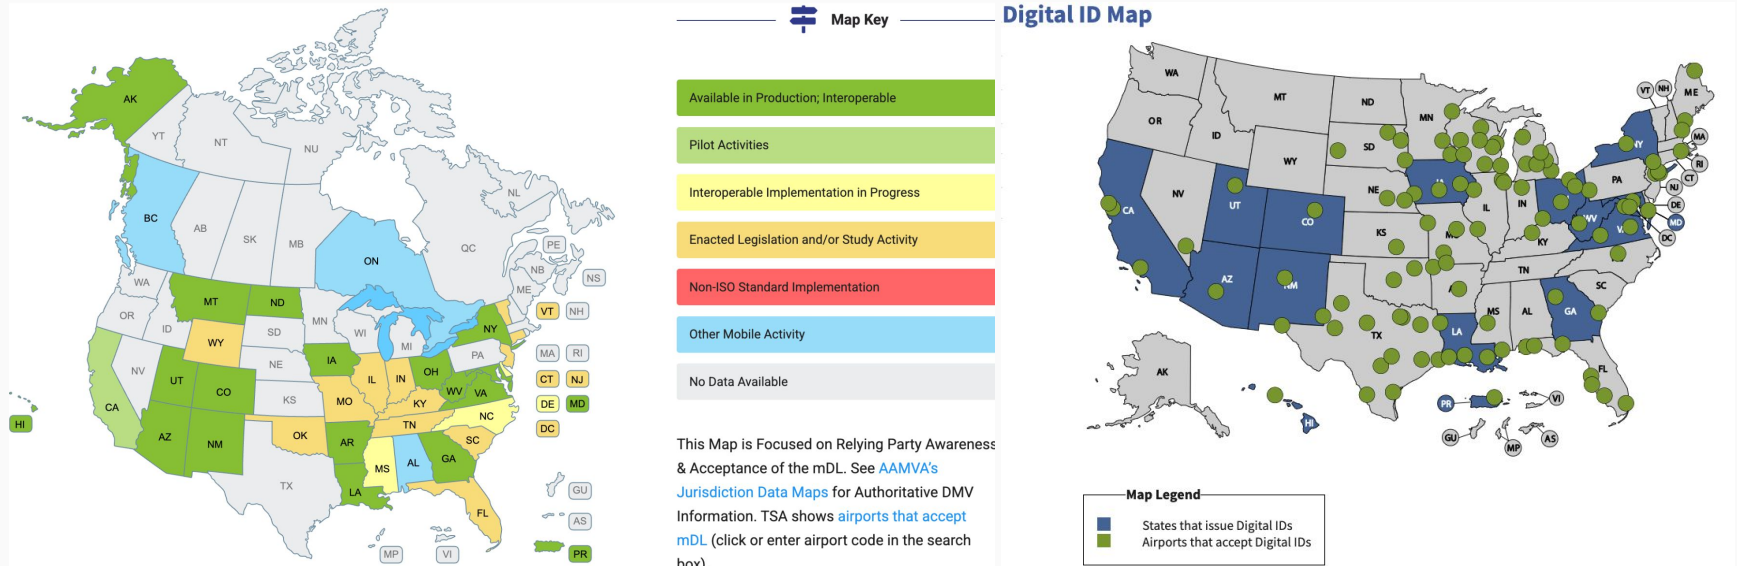 AK
YT
NT
NU
BC
AB
SK
MB
ON
QC
NL
PE
NB
NS
ME
WA
OR
ID
MT
ND
MN
SD
WI
MI
NY
VT
NH
MA
RI
WY
NE
IA
PA
CT
NJ
NV
UT
CO
KS
IL
IN
OH
WV
VA
DE
MD
CA
MO
KY
DC
NC
TN
AZ
NM
OK
AR
SC
HI
MS
AL
GA
TX
LA
FL
GU
AS
MP
VI
PR
Map Key
Available in Production; Interoperable
Pilot Activities
Interoperable Implementation in Progress
Enacted Legislation and/or Study Activity
Non-ISO Standard Implementation
Other Mobile Activity
No Data Available
This Map is Focused on Relying Party Awareness
& Acceptance of the mDL. See AAMVA's
Jurisdiction Data Maps for Authoritative DMV
Information. TSA shows airports that accept
mDL (click or enter airport code in the search
box)
Digital ID Map
WA
MT
ND
MN
OR
ID
SD
WY
VT
NH
ME
MA
NY
RI
CT
PA
NJ
NE
NV
UT
CO
CA
IL
IN
WV
DE
MD
DC
KS
KY
TN
AZ
SC
MS
AL
GA
LA
TX
FL
AK
HI
PR
VI
GU
MP
AS
Map Legend
States that issue Digital IDs
Airports that accept Digital IDs